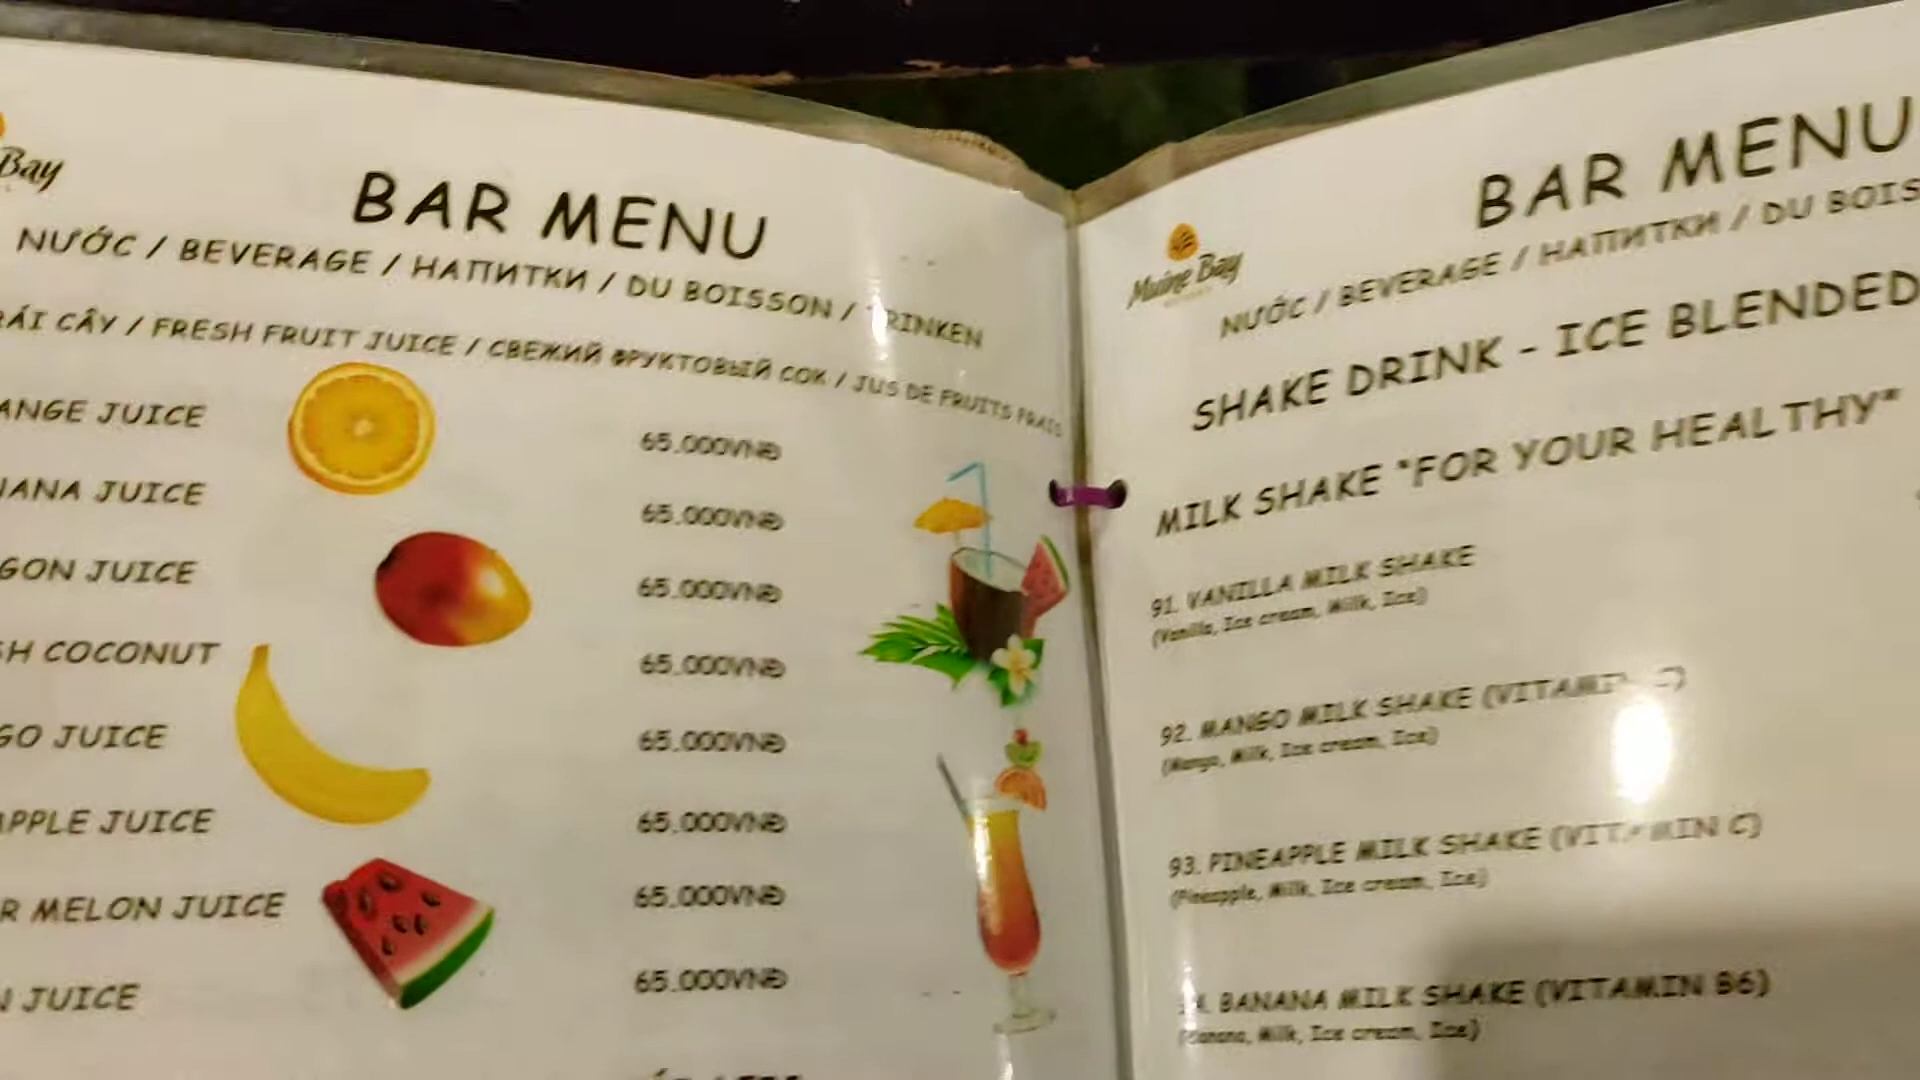 Bay
BAR MENU
NƯỚC / BEVERAGE / НАПИТКИ / DU BOISSON / RINKEN
RÁI CÂY / FRESH FRUIT JUICE / СВЕЖИЙ ФРУКТОВЫЙ СОК / JUS DE FRUITS FRAIS
ANGE JUICE 65.000VNĐ
NANA JUICE 65.000VNĐ
GON JUICE 65.000VNĐ
SH COCONUT 65.000VNĐ
GO JUICE 65.000VNĐ
APPLE JUICE 65.000VNĐ
R MELON JUICE 65.000VNĐ
N JUICE 65.000VNĐ
Muine Bay
BAR MENU
NƯỚC / BEVERAGE / НАПИТКИ / DU BOIS
SHAKE DRINK - ICE BLENDED
MILK SHAKE "FOR YOUR HEALTHY"
91. VANILLA MILK SHAKE
(Vanilla, Ice cream, Milk, Ice)
92. MANGO MILK SHAKE (VITAMIN C)
(Mango, Milk, Ice cream, Ice)
93. PINEAPPLE MILK SHAKE (VITAMIN C)
(Pineapple, Milk, Ice cream, Ice)
4. BANANA MILK SHAKE (VITAMIN B6)
(Banana, Milk, Ice cream, Ice)